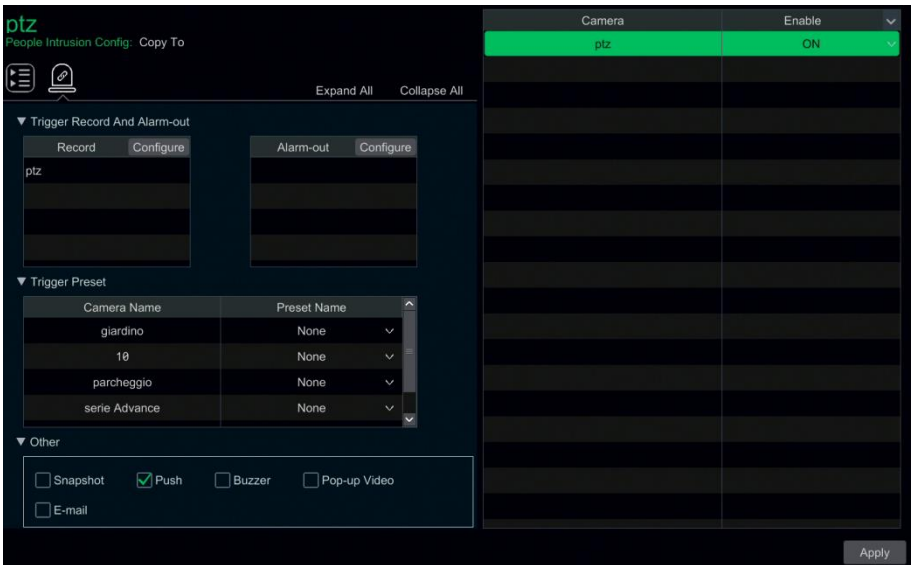 ptz
People Intrusion Config: Copy To
Expand All Collapse All
Trigger Record And Alarm-out
Record Configure Alarm-out Configure
ptz
Trigger Preset
Camera Name Preset Name
giardino None
10 None
parcheggio None
serie Advance None
Other
Snapshot Push Buzzer Pop-up Video
E-mail
Camera Enable
ptz ON
Apply